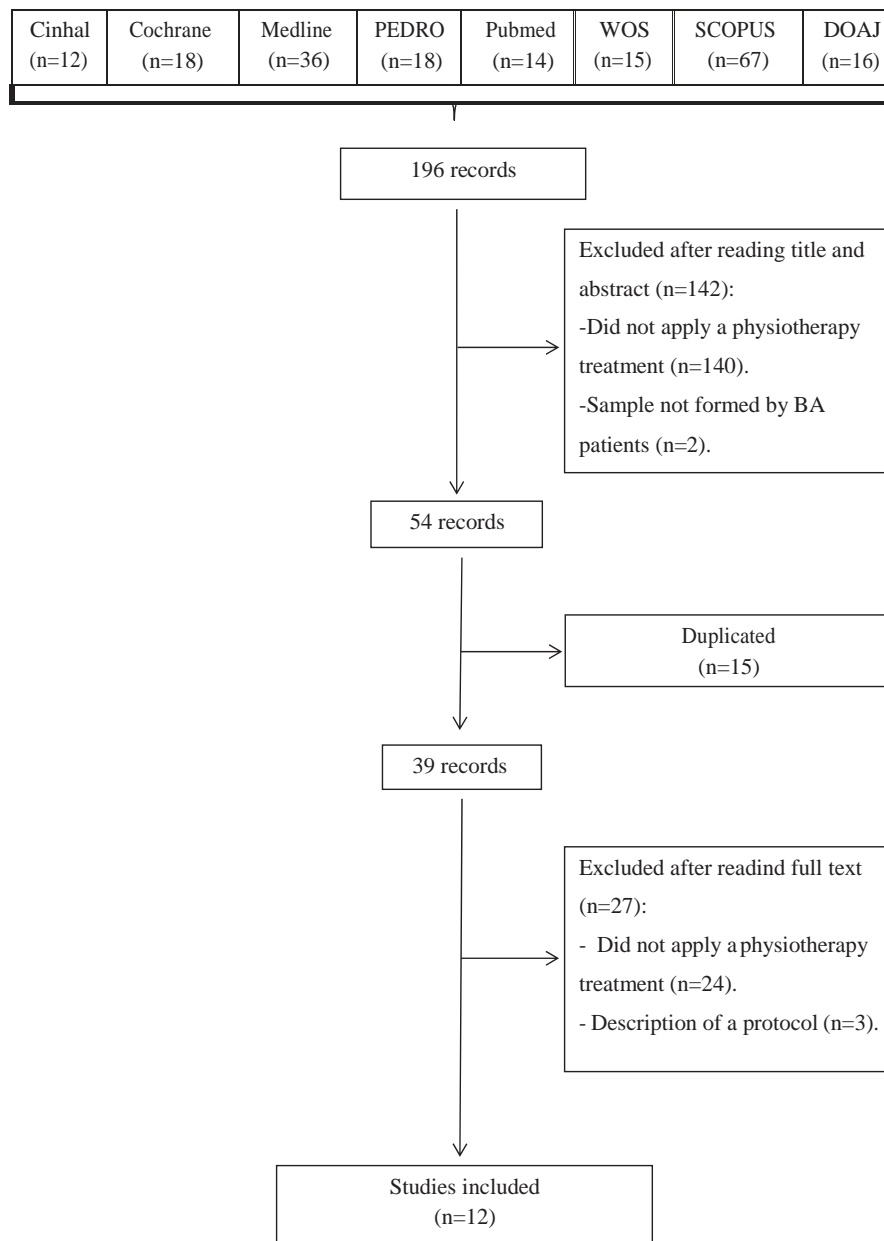 Cinhal Cochrane Medline PEDRO Pubmed WOS SCOPUS DOAJ
(n=12) (n=18) (n=36) (n=18) (n=14) (n=15) (n=67) (n=16)
196 records
Excluded after reading title and
abstract (n=142):
-Did not apply a physiotherapy
treatment (n=140).
-Sample not formed by BA
patients (n=2).
54 records
Duplicated
(n=15)
39 records
Excluded after readind full text
(n=27):
- Did not apply a physiotherapy
treatment (n=24).
- Description of a protocol (n=3).
Studies included
(n=12)